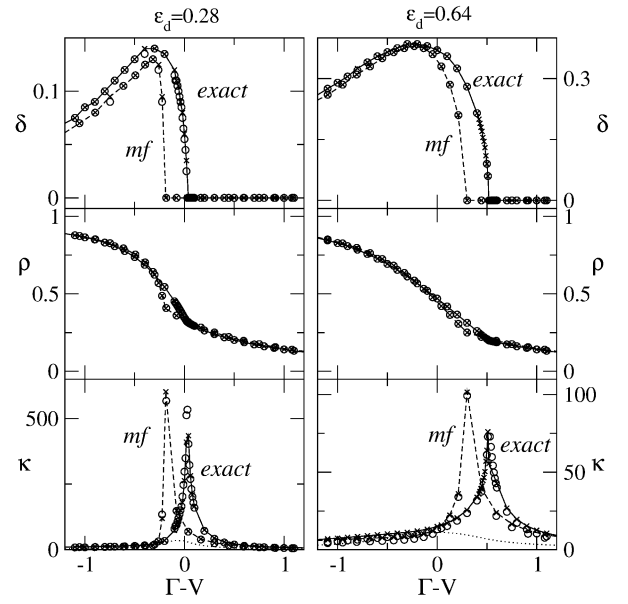 ε_d=0.28 ε_d=0.64
0.1 exact exact 0.3
δ mf mf δ
0 0
1 1
ρ 0.5 0.5 ρ
0 0
500 mf mf 100
75
κ exact exact 50 κ
25
0 0
-1 0 1 -1 0 1
Γ-V Γ-V